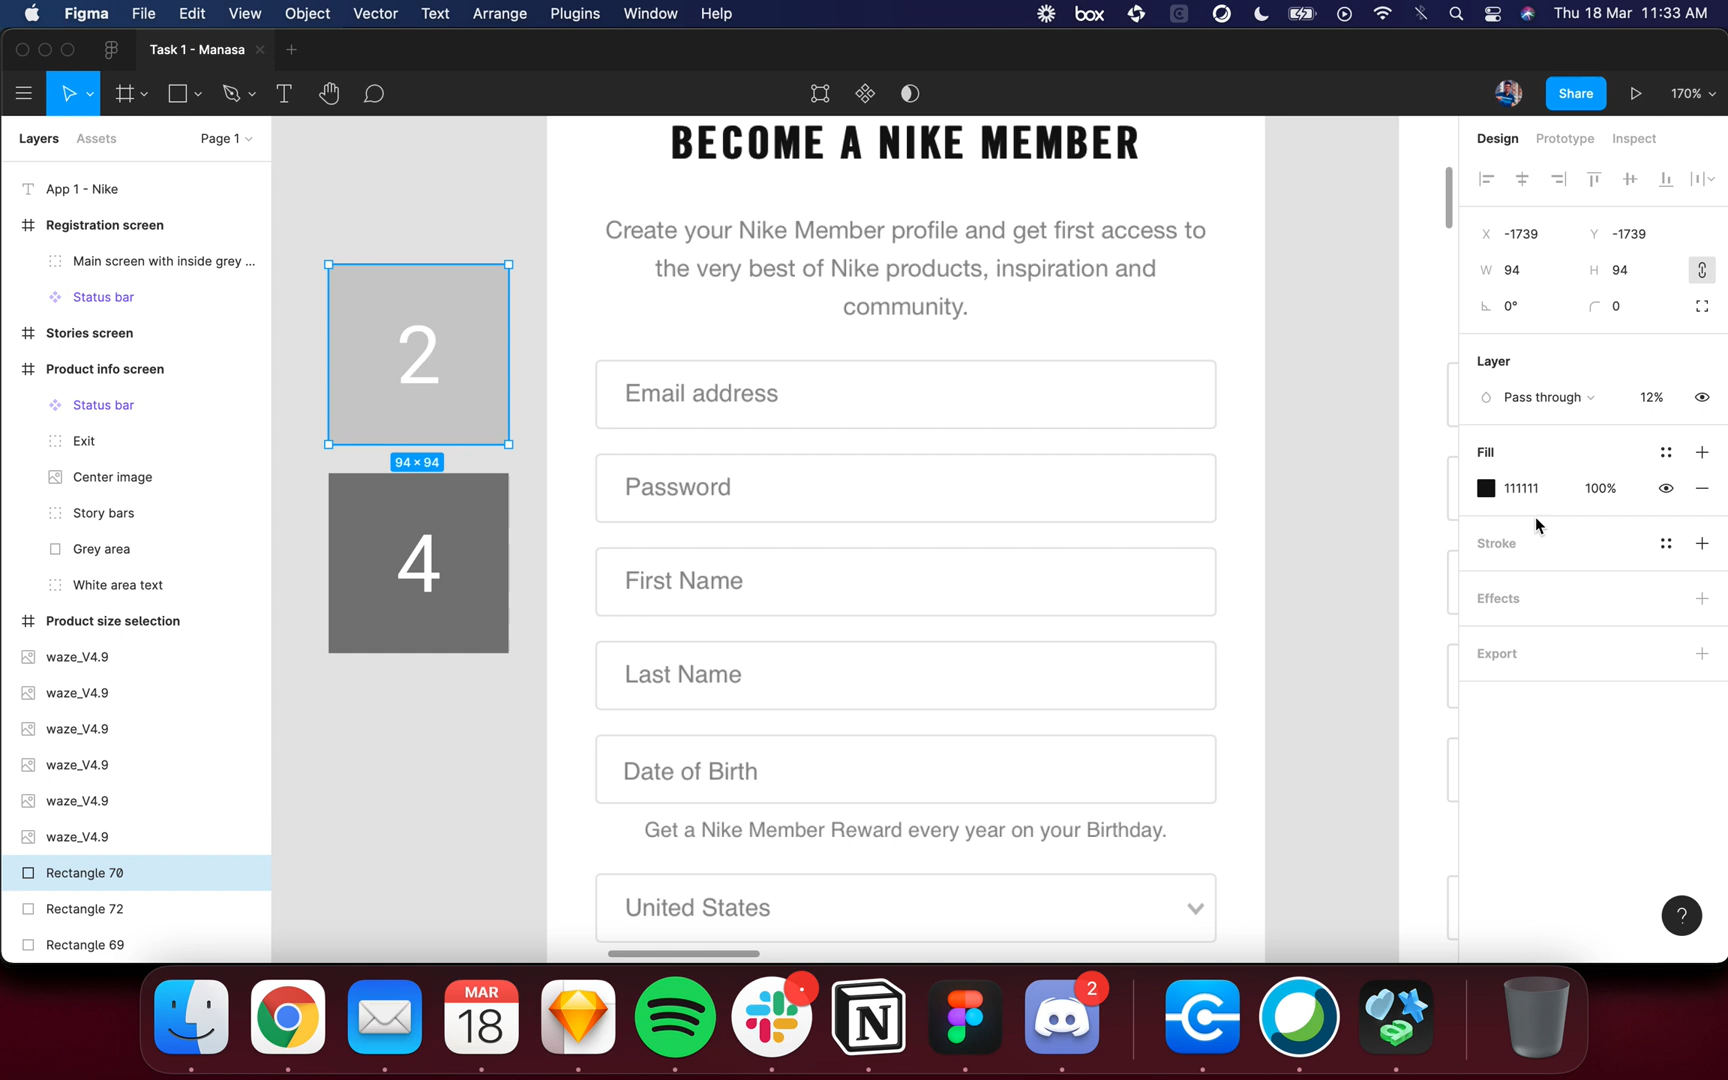 Figma File Edit View Object Vector Text Arrange Plugins Window Help box Thu 18 Mar 11:33 AM
Task 1 - Manasa
Share 170%
Layers Assets Page 1
App 1 - Nike
Registration screen
Main screen with inside grey ...
Status bar
Stories screen
Product info screen
Status bar
Exit
Center image
Story bars
Grey area
White area text
Product size selection
waze_V4.9
waze_V4.9
waze_V4.9
waze_V4.9
waze_V4.9
waze_V4.9
Rectangle 70
Rectangle 72
Rectangle 69
2
94 × 94
4
BECOME A NIKE MEMBER
Create your Nike Member profile and get first access to
the very best of Nike products, inspiration and
community.
Email address
Password
First Name
Last Name
Date of Birth
Get a Nike Member Reward every year on your Birthday.
United States
Design Prototype Inspect
X -1739 Y -1739
W 94 H 94
0° 0
Layer
Pass through 12%
Fill
111111 100%
Stroke
Effects
Export
?
MAR
18
2